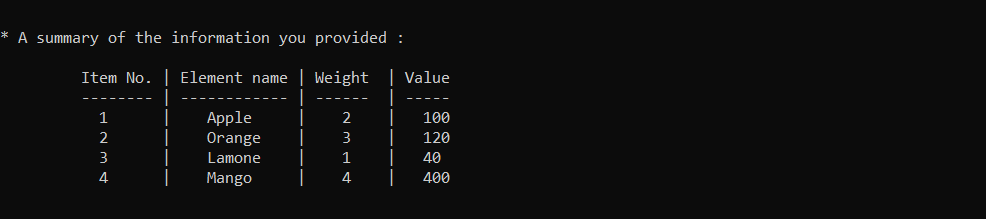 * A summary of the information you provided :
Item No. | Element name | Weight | Value
-------- | ------------ | ------ | -----
1 | Apple | 2 | 100
2 | Orange | 3 | 120
3 | Lamone | 1 | 40
4 | Mango | 4 | 400